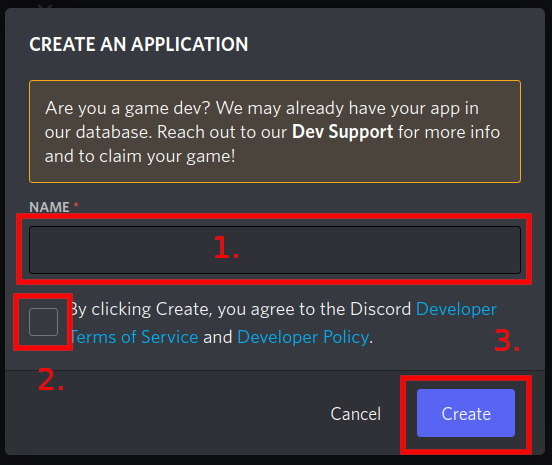 CREATE AN APPLICATION
Are you a game dev? We may already have your app in
our database. Reach out to our Dev Support for more info
and to claim your game!
NAME *
1.
By clicking Create, you agree to the Discord Developer
Terms of Service and Developer Policy.
2.
3.
Cancel
Create